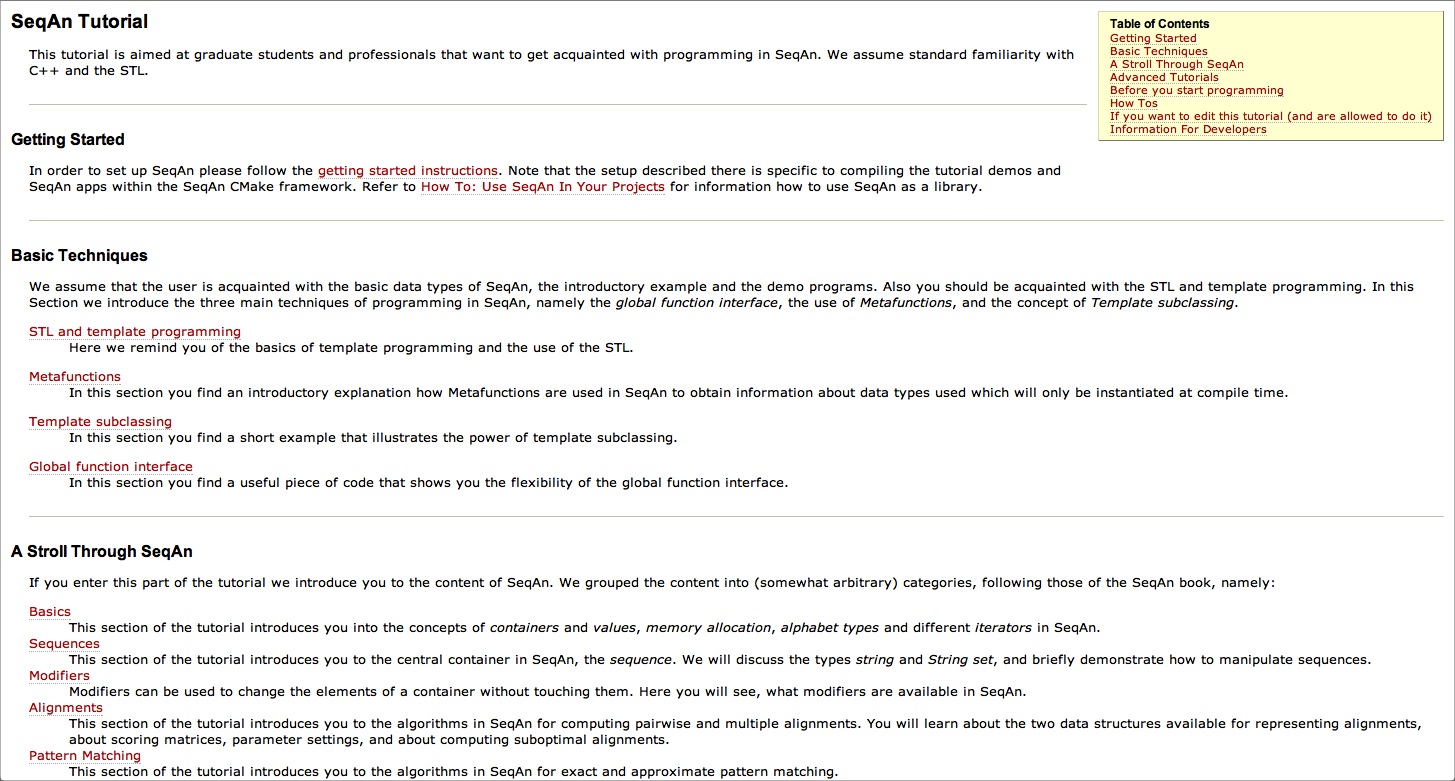 SeqAn Tutorial
This tutorial is aimed at graduate students and professionals that want to get acquainted with programming in SeqAn. We assume standard familiarity with
C++ and the STL.
Table of Contents
Getting Started
Basic Techniques
A Stroll Through SeqAn
Advanced Tutorials
Before you start programming
How Tos
If you want to edit this tutorial (and are allowed to do it)
Information For Developers
Getting Started
In order to set up SeqAn please follow the getting started instructions. Note that the setup described there is specific to compiling the tutorial demos and
SeqAn apps within the SeqAn CMake framework. Refer to How To: Use SeqAn In Your Projects for information how to use SeqAn as a library.
Basic Techniques
We assume that the user is acquainted with the basic data types of SeqAn, the introductory example and the demo programs. Also you should be acquainted with the STL and template programming. In this
Section we introduce the three main techniques of programming in SeqAn, namely the global function interface, the use of Metafunctions, and the concept of Template subclassing.
STL and template programming
Here we remind you of the basics of template programming and the use of the STL.
Metafunctions
In this section you find an introductory explanation how Metafunctions are used in SeqAn to obtain information about data types used which will only be instantiated at compile time.
Template subclassing
In this section you find a short example that illustrates the power of template subclassing.
Global function interface
In this section you find a useful piece of code that shows you the flexibility of the global function interface.
A Stroll Through SeqAn
If you enter this part of the tutorial we introduce you to the content of SeqAn. We grouped the content into (somewhat arbitrary) categories, following those of the SeqAn book, namely:
Basics
This section of the tutorial introduces you into the concepts of containers and values, memory allocation, alphabet types and different iterators in SeqAn.
Sequences
This section of the tutorial introduces you to the central container in SeqAn, the sequence. We will discuss the types string and String set, and briefly demonstrate how to manipulate sequences.
Modifiers
Modifiers can be used to change the elements of a container without touching them. Here you will see, what modifiers are available in SeqAn.
Alignments
This section of the tutorial introduces you to the algorithms in SeqAn for computing pairwise and multiple alignments. You will learn about the two data structures available for representing alignments,
about scoring matrices, parameter settings, and about computing suboptimal alignments.
Pattern Matching
This section of the tutorial introduces you to the algorithms in SeqAn for exact and approximate pattern matching.